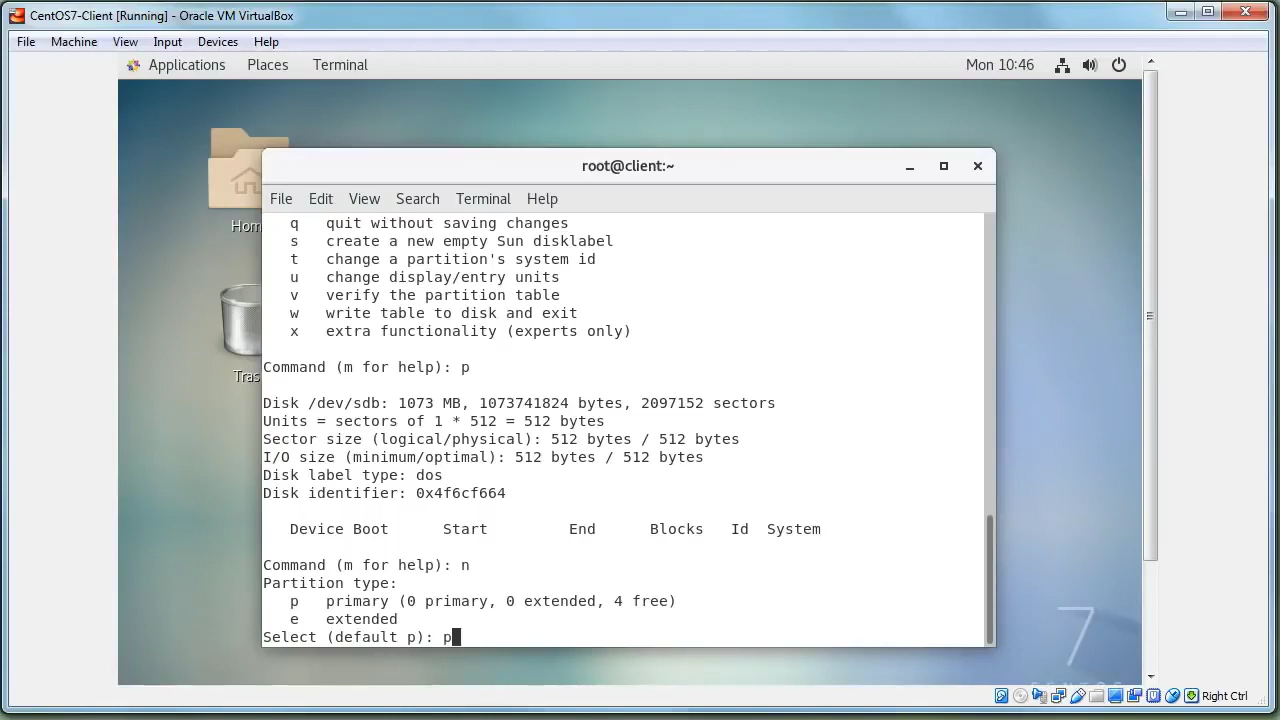 CentOS7-Client [Running] - Oracle VM VirtualBox
File Machine View Input Devices Help
Applications Places Terminal Mon 10:46
root@client:~
File Edit View Search Terminal Help
Hom
Tras
q quit without saving changes
s create a new empty Sun disklabel
t change a partition's system id
u change display/entry units
v verify the partition table
w write table to disk and exit
x extra functionality (experts only)
Command (m for help): p
Disk /dev/sdb: 1073 MB, 1073741824 bytes, 2097152 sectors
Units = sectors of 1 * 512 = 512 bytes
Sector size (logical/physical): 512 bytes / 512 bytes
I/O size (minimum/optimal): 512 bytes / 512 bytes
Disk label type: dos
Disk identifier: 0x4f6cf664
Device Boot Start End Blocks Id System
Command (m for help): n
Partition type:
p primary (0 primary, 0 extended, 4 free)
e extended
Select (default p): p
7
Right Ctrl